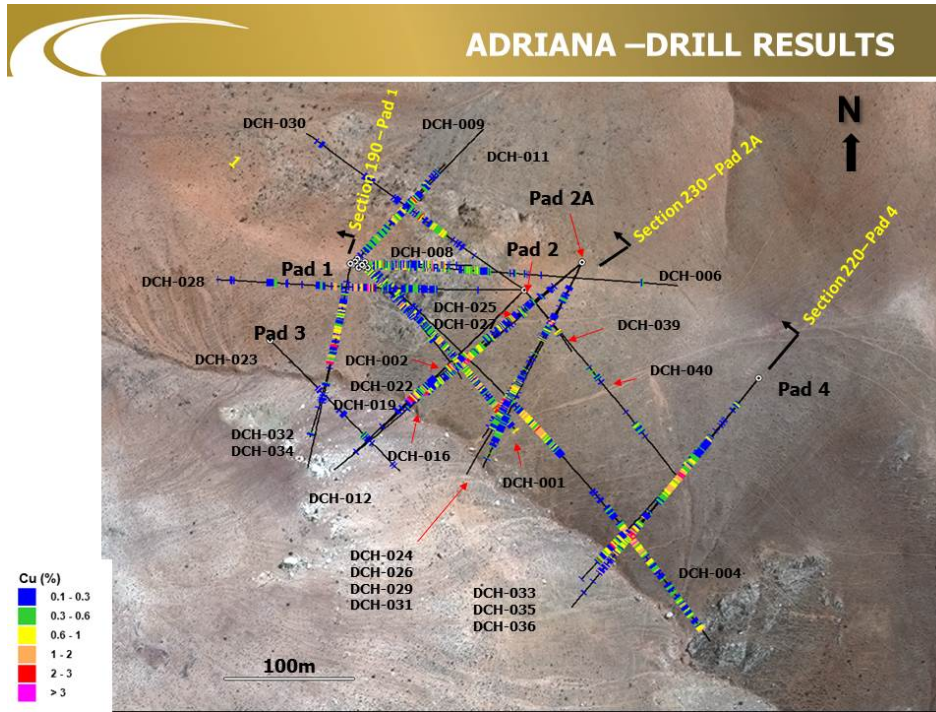 ADRIANA –DRILL RESULTS
N
Section 190 – Pad 1
1
DCH-030
DCH-009
DCH-011
Pad 2A
Section 230 – Pad 2A
DCH-008
Pad 2
DCH-006
DCH-028
Pad 1
DCH-025
DCH-027
Section 220– Pad 4
DCH-039
Pad 3
DCH-023
DCH-002
DCH-040
DCH-022
Pad 4
DCH-019
DCH-032
DCH-034
DCH-016
DCH-001
DCH-012
DCH-024
DCH-026
DCH-029
DCH-031
DCH-033
DCH-035
DCH-036
DCH-004
Cu (%)
0.1 - 0.3
0.3 - 0.6
0.6 - 1
1 - 2
2 - 3
> 3
100m